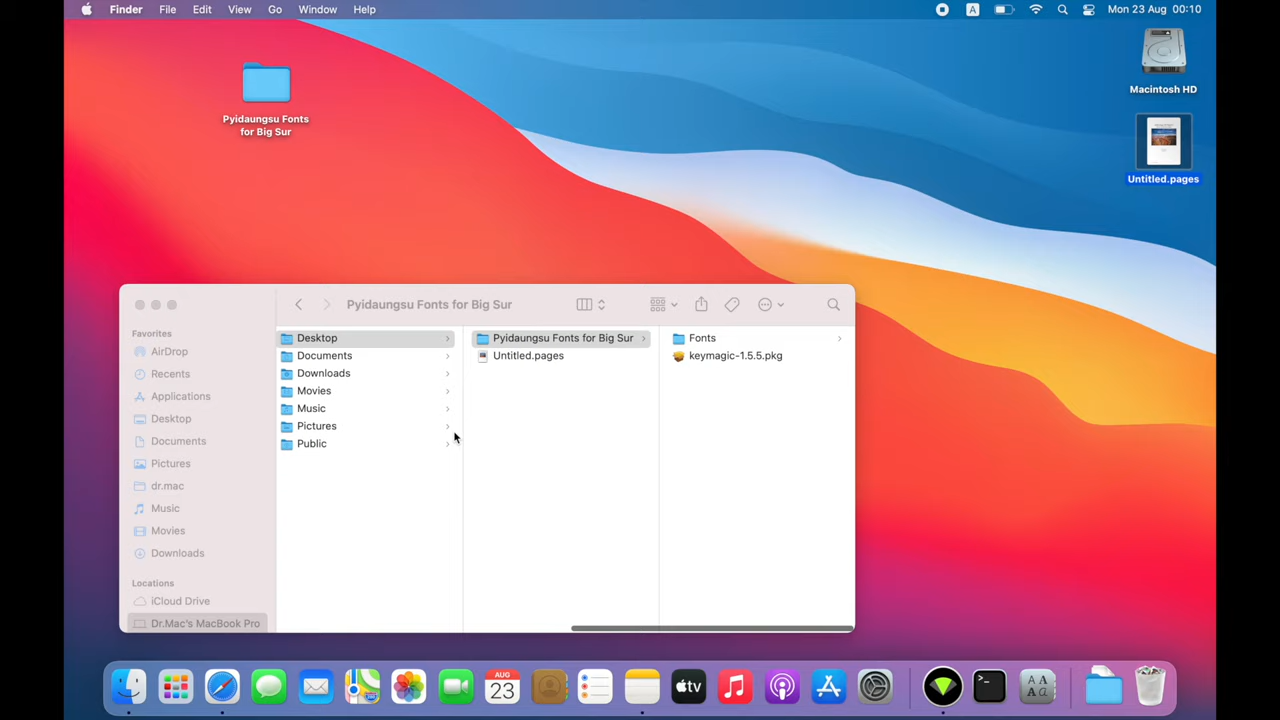 Finder File Edit View Go Window Help
A
Mon 23 Aug 00:10
Macintosh HD
Pyidaungsu Fonts
for Big Sur
Untitled.pages
Pyidaungsu Fonts for Big Sur
Favorites
AirDrop
Recents
Applications
Desktop
Documents
Pictures
dr.mac
Music
Movies
Downloads
Locations
iCloud Drive
Dr.Mac's MacBook Pro
Desktop
Documents
Downloads
Movies
Music
Pictures
Public
Pyidaungsu Fonts for Big Sur
Untitled.pages
Fonts
keymagic-1.5.5.pkg
AUG
23
tv
A A
A a